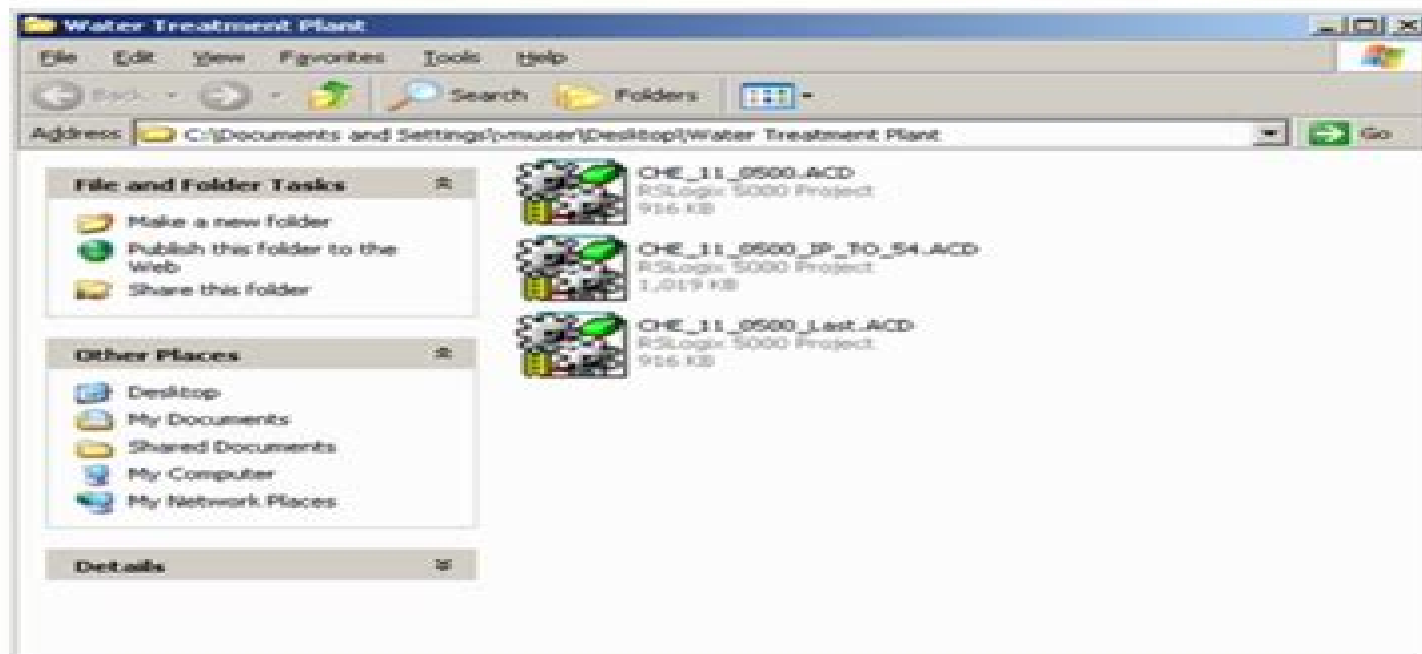 Water Treatment Plant
File Edit View Favorites Tools Help
Back Search Folders
Address C:\Documents and Settings\vmuser\Desktop\Water Treatment Plant Go
File and Folder Tasks
Make a new folder
Publish this folder to the
Web
Share this folder
Other Places
Desktop
My Documents
Shared Documents
My Computer
My Network Places
Details
CHE_11_0500.ACD
RSLogix 5000 Project
916 KB
CHE_11_0500_IP_TO_54.ACD
RSLogix 5000 Project
1,019 KB
CHE_11_0500_Last.ACD
RSLogix 5000 Project
916 KB